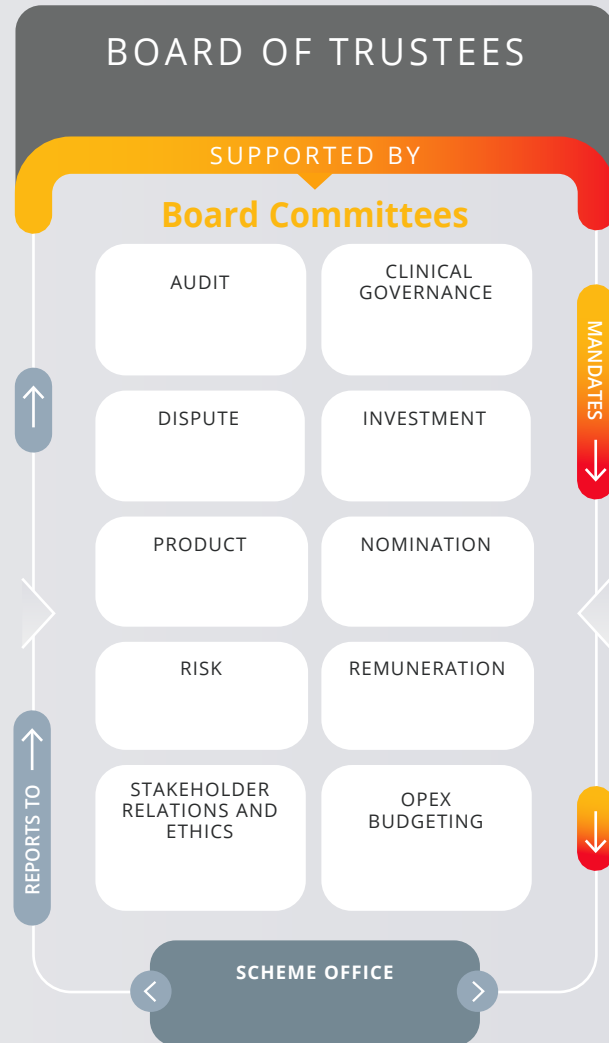 BOARD OF TRUSTEES
SUPPORTED BY
Board Committees
AUDIT
CLINICAL
GOVERNANCE
MANDATES
DISPUTE
INVESTMENT
PRODUCT
NOMINATION
RISK
REMUNERATION
REPORTS TO
STAKEHOLDER
RELATIONS AND
ETHICS
OPEX
BUDGETING
SCHEME OFFICE